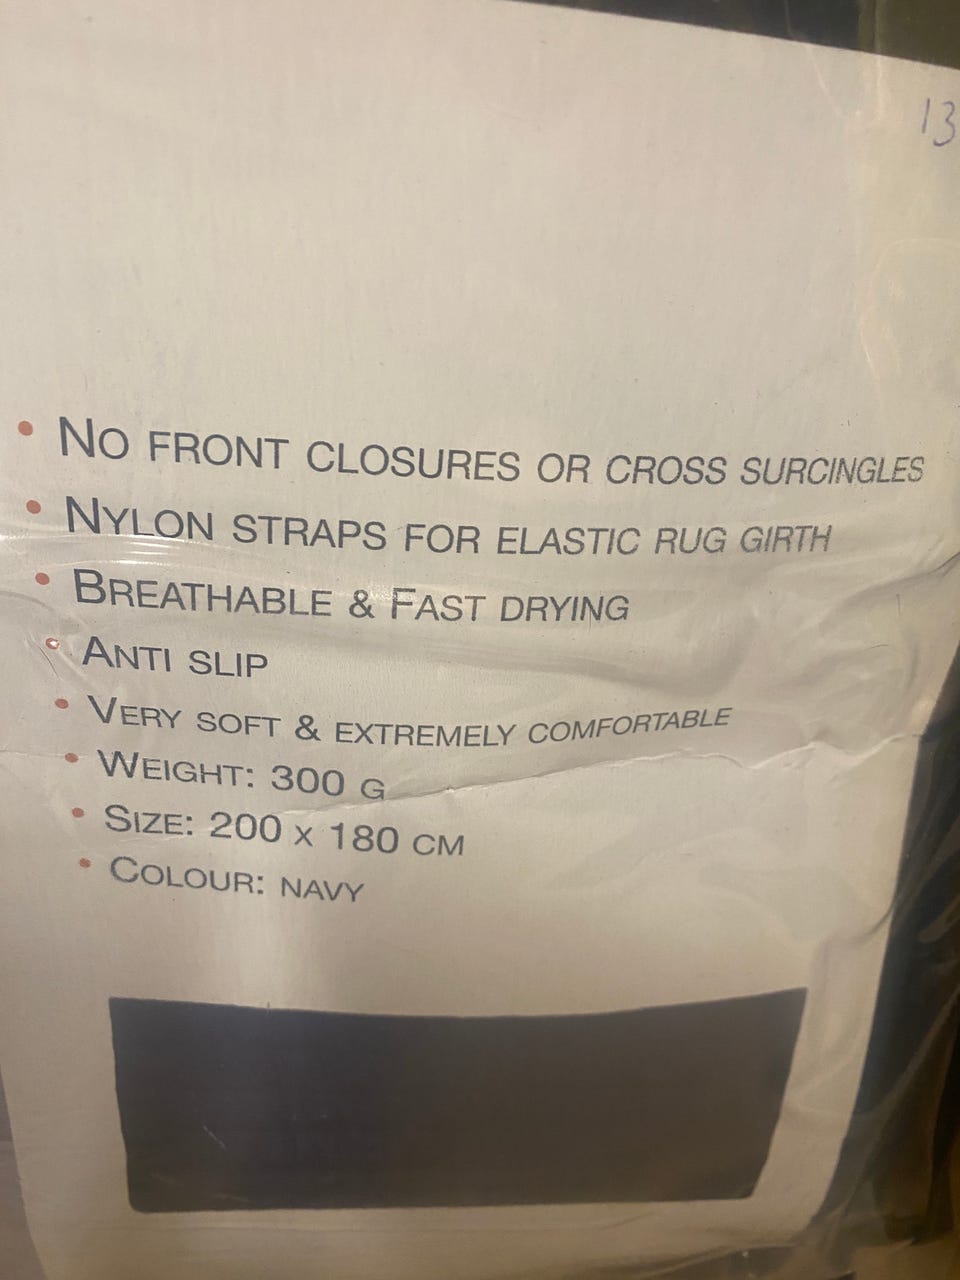 13
• No front closures or cross surcingles
• Nylon straps for elastic rug girth
• Breathable & Fast drying
• Anti slip
• Very soft & extremely comfortable
• Weight: 300 g
• Size: 200 x 180 cm
• Colour: navy